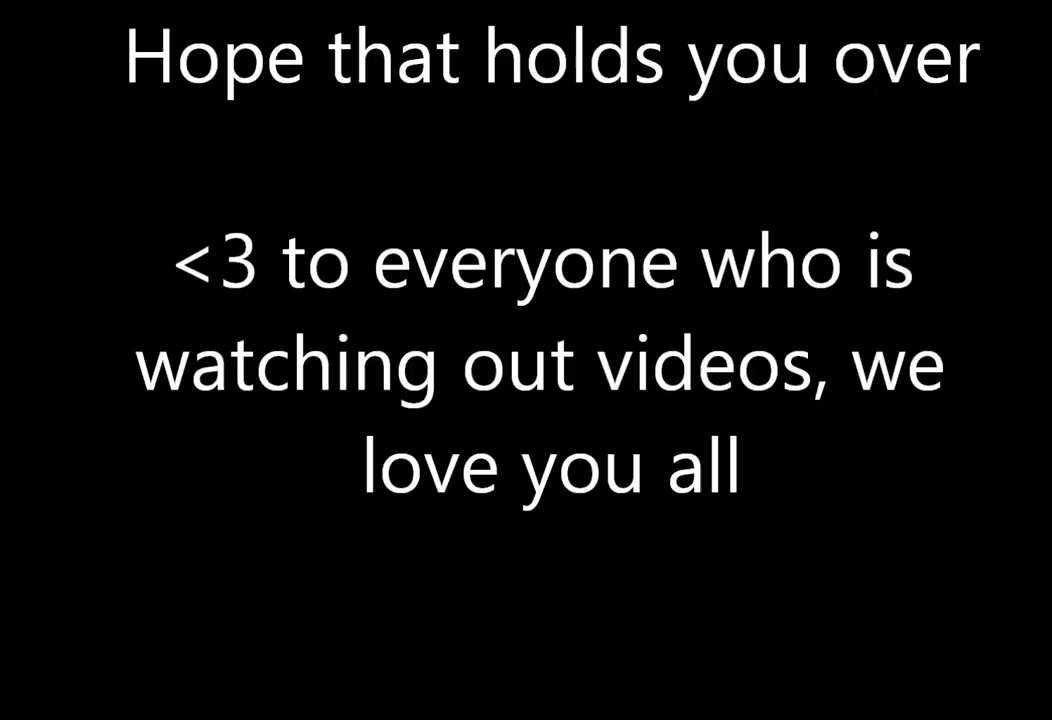 Hope that holds you over
<3 to everyone who is
watching out videos, we
love you all